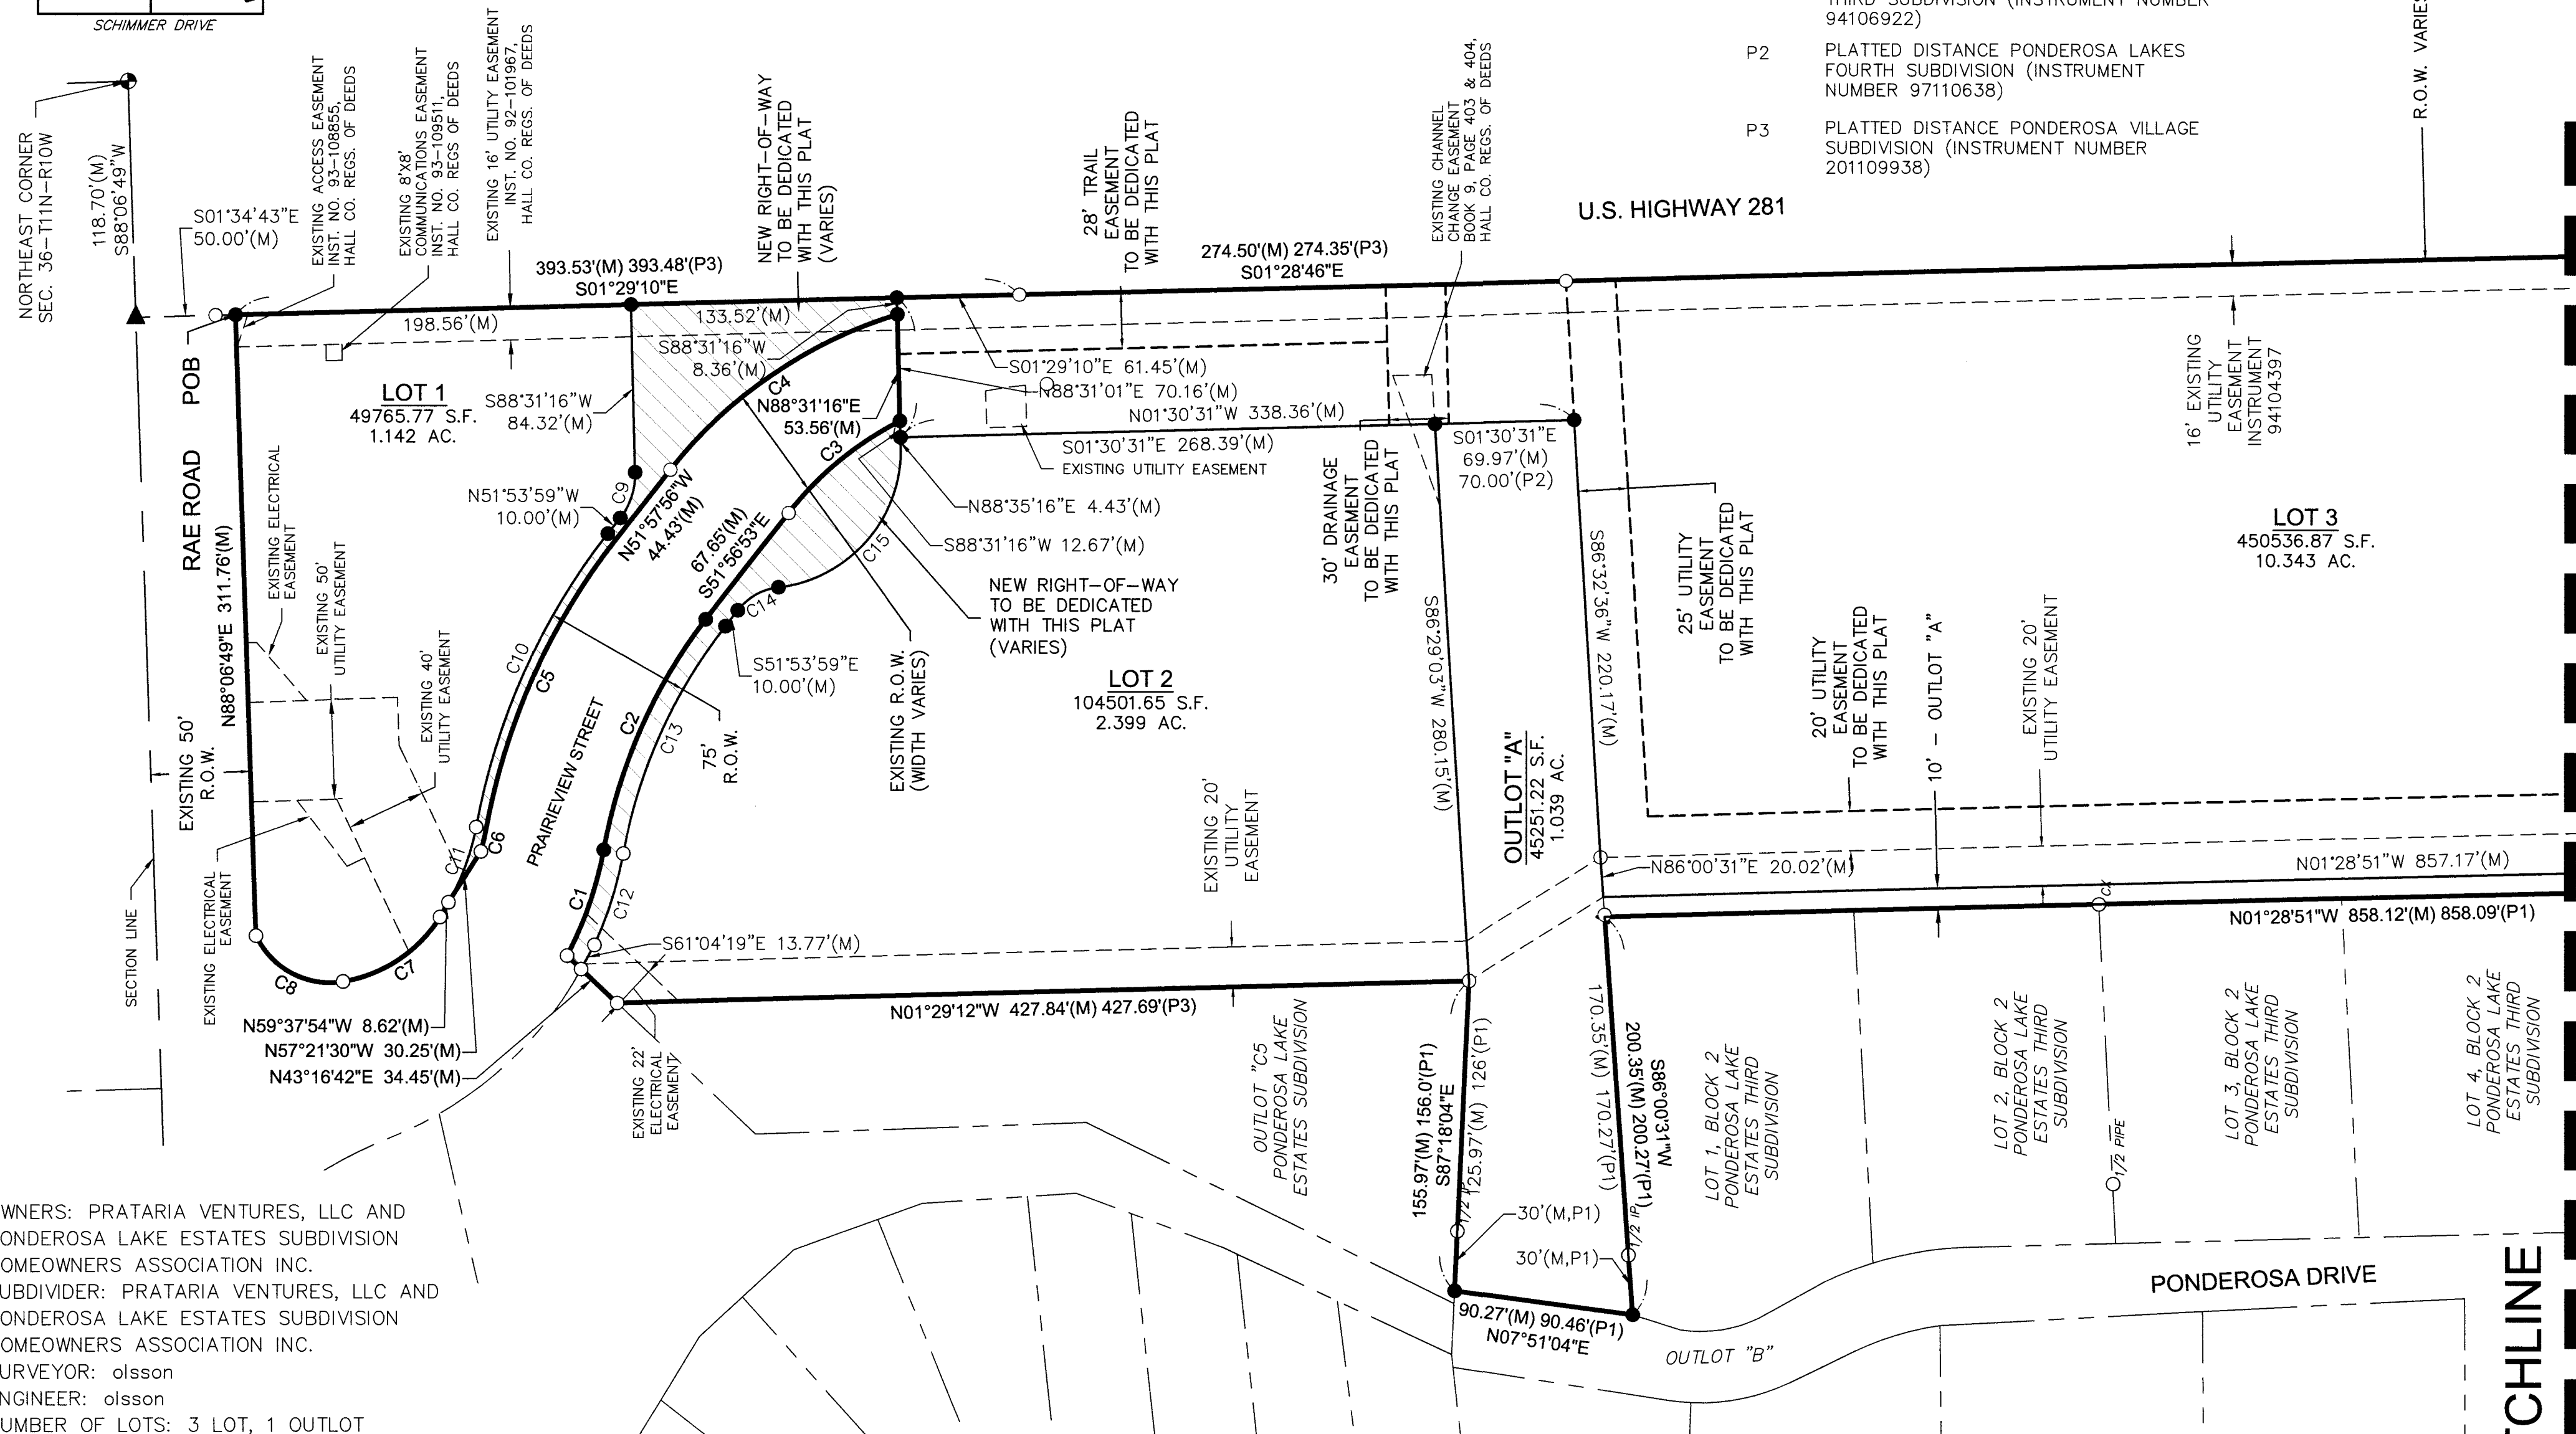 SCHIMMER DRIVE
NORTHEAST CORNER
SEC. 36-T11N-R10W
118.70'(M)
S88°06'49"W
S01°34'43"E
50.00'(M)
EXISTING ACCESS EASEMENT
INST. NO. 93-108855,
HALL CO. REGS. OF DEEDS
EXISTING 8'X8'
COMMUNICATIONS EASEMENT
INST. NO. 93-109511,
HALL CO. REGS OF DEEDS
EXISTING 16' UTILITY EASEMENT
INST. NO. 92-101967,
HALL CO. REGS. OF DEEDS
393.53'(M) 393.48'(P3)
S01°29'10"E
NEW RIGHT-OF-WAY
TO BE DEDICATED
WITH THIS PLAT
(VARIES)
28' TRAIL
EASEMENT
TO BE DEDICATED
WITH THIS PLAT
274.50'(M) 274.35'(P3)
S01°28'46"E
EXISTING CHANNEL
CHANGE EASEMENT
BOOK 9, PAGE 403 & 404,
HALL CO. REGS. OF DEEDS
U.S. HIGHWAY 281
THIRD SUBDIVISION (INSTRUMENT NUMBER
94106922)
P2 PLATTED DISTANCE PONDEROSA LAKES
FOURTH SUBDIVISION (INSTRUMENT
NUMBER 97110638)
P3 PLATTED DISTANCE PONDEROSA VILLAGE
SUBDIVISION (INSTRUMENT NUMBER
201109938)
R.O.W. VARIES
198.56'(M)
133.52'(M)
S88°31'16"W
8.36'(M)
S01°29'10"E 61.45'(M)
N88°31'01"E 70.16'(M)
N88°31'16"E
53.56'(M)
N01°30'31"W 338.36'(M)
S01°30'31"E 268.39'(M)
EXISTING UTILITY EASEMENT
S01°30'31"E
69.97'(M)
70.00'(P2)
POB
RAE ROAD
LOT 1
49765.77 S.F.
1.142 AC.
S88°31'16"W
84.32'(M)
C4
C3
C9
N51°53'59"W
10.00'(M)
N51°57'56"W
44.43'(M)
67.65'(M)
S51°56'53"E
C15
C14
N88°35'16"E 4.43'(M)
S88°31'16"W 12.67'(M)
NEW RIGHT-OF-WAY
TO BE DEDICATED
WITH THIS PLAT
(VARIES)
30' DRAINAGE
EASEMENT
TO BE DEDICATED
WITH THIS PLAT
25' UTILITY
EASEMENT
TO BE DEDICATED
WITH THIS PLAT
16' EXISTING
UTILITY
EASEMENT
INSTRUMENT
94104397
LOT 3
450536.87 S.F.
10.343 AC.
N88°06'49"E 311.76'(M)
EXISTING ELECTRICAL
EASEMENT
EXISTING 50'
UTILITY EASEMENT
EXISTING 40'
UTILITY EASEMENT
C10
C5
C2
C13
S51°53'59"E
10.00'(M)
75'
R.O.W.
EXISTING R.O.W.
(WIDTH VARIES)
PRAIRIEVIEW STREET
LOT 2
104501.65 S.F.
2.399 AC.
S86°29'03"W 280.15'(M)
S86°32'36"W 220.17'(M)
OUTLOT "A"
45251.22 S.F.
1.039 AC.
20' UTILITY
EASEMENT
TO BE DEDICATED
WITH THIS PLAT
10' - OUTLOT "A"
EXISTING 20'
UTILITY EASEMENT
EXISTING 50'
R.O.W.
SECTION LINE
EXISTING ELECTRICAL
EASEMENT
C11
C6
C1
C12
C7
C8
EXISTING 20'
UTILITY
EASEMENT
N86°00'31"E 20.02'(M)
N01°28'51"W 857.17'(M)
N01°28'51"W 858.12'(M) 858.09'(P1)
S61°04'19"E 13.77'(M)
N01°29'12"W 427.84'(M) 427.69'(P3)
N59°37'54"W 8.62'(M)
N57°21'30"W 30.25'(M)
N43°16'42"E 34.45'(M)
EXISTING 22'
ELECTRICAL
EASEMENT
OUTLOT "C5
PONDEROSA LAKE
ESTATES SUBDIVISION
155.97'(M) 156.0'(P1)
S87°18'04"E
125.97'(M) 126'(P1)
170.35'(M) 170.27'(P1)
200.35'(M) 200.27'(P1)
S86°00'31"W
1/2 IP
1/2 IP
30'(M,P1)
30'(M,P1)
90.27'(M) 90.46'(P1)
N07°51'04"E
LOT 1, BLOCK 2
PONDEROSA LAKE
ESTATES THIRD
SUBDIVISION
LOT 2, BLOCK 2
PONDEROSA LAKE
ESTATES THIRD
SUBDIVISION
1/2 PIPE
LOT 3, BLOCK 2
PONDEROSA LAKE
ESTATES THIRD
SUBDIVISION
LOT 4, BLOCK 2
PONDEROSA LAKE
ESTATES THIRD
SUBDIVISION
PONDEROSA DRIVE
OUTLOT "B"
TCHLINE
WNERS: PRATARIA VENTURES, LLC AND
ONDEROSA LAKE ESTATES SUBDIVISION
OMEOWNERS ASSOCIATION INC.
UBDIVIDER: PRATARIA VENTURES, LLC AND
ONDEROSA LAKE ESTATES SUBDIVISION
OMEOWNERS ASSOCIATION INC.
URVEYOR: olsson
NGINEER: olsson
UMBER OF LOTS: 3 LOT, 1 OUTLOT